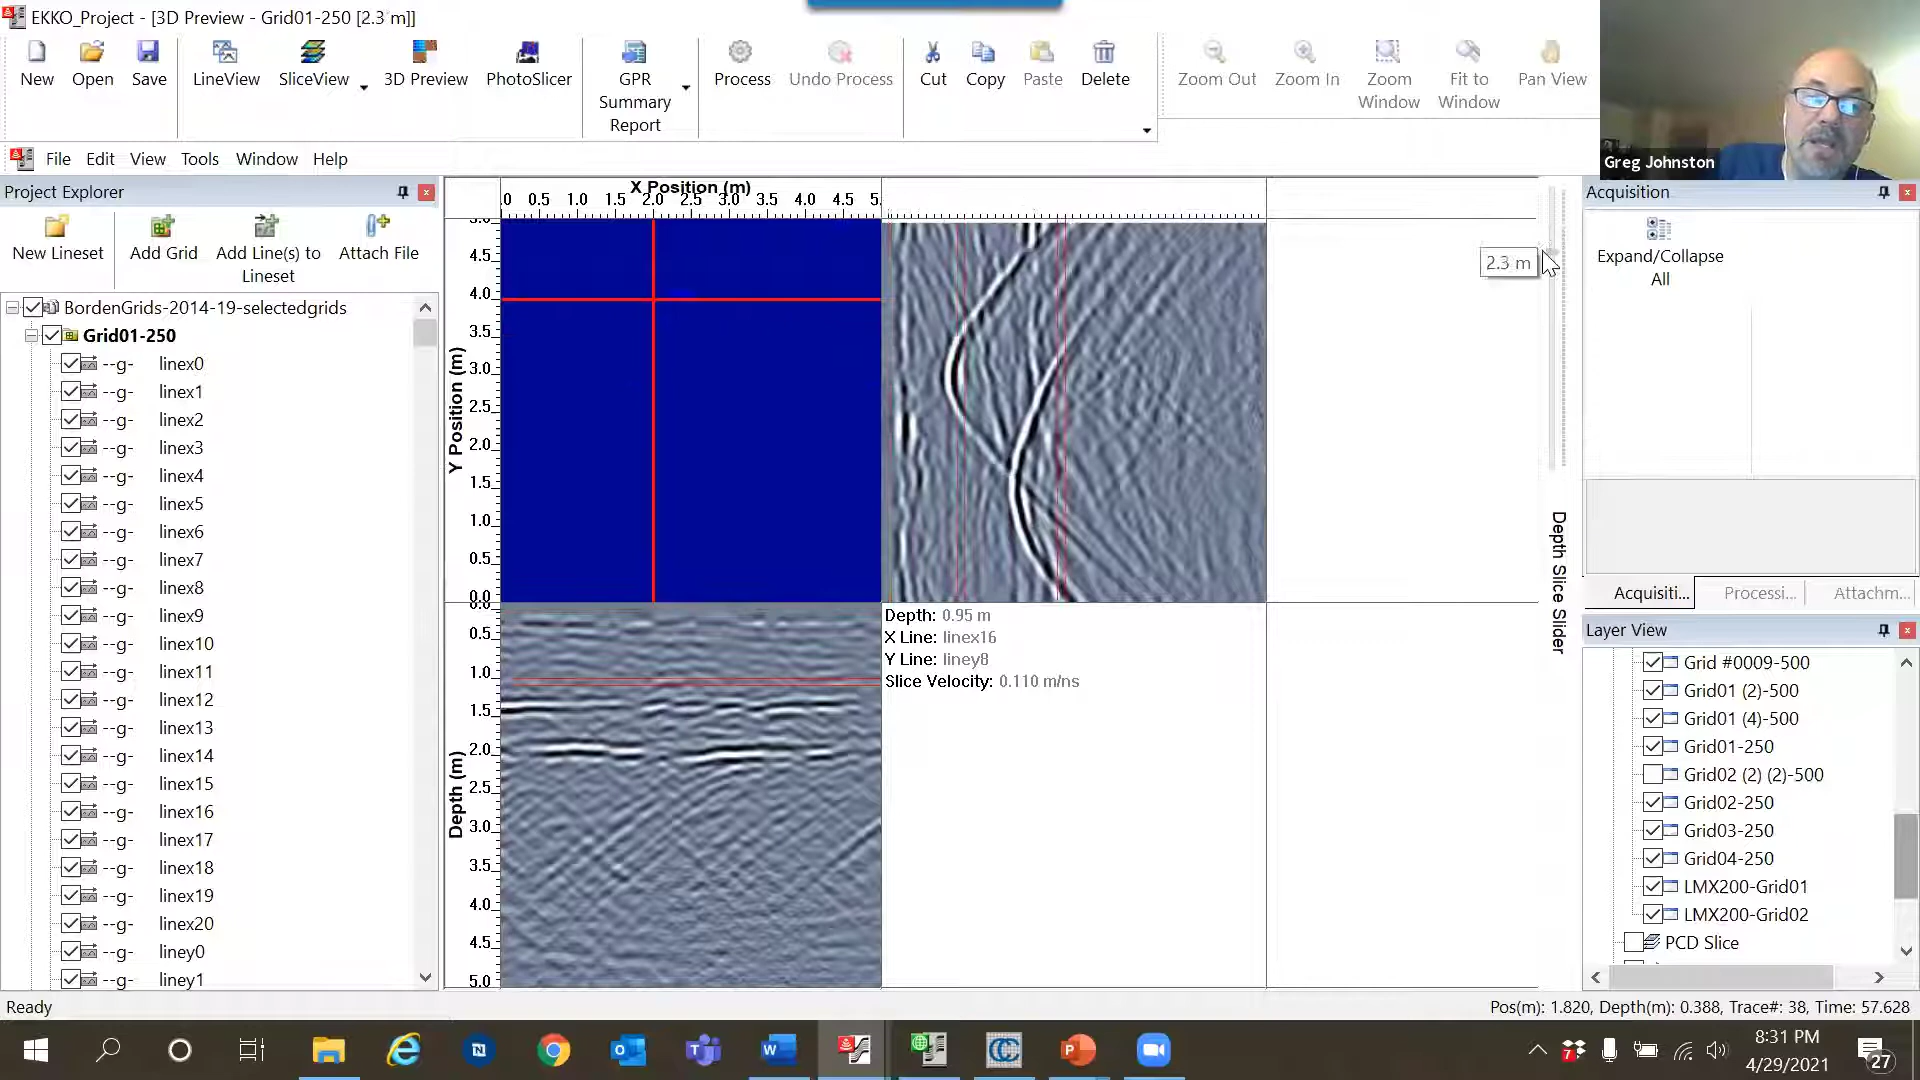 EKKO_Project - [3D Preview - Grid01-250 [2.3 m]]
New Open Save LineView SliceView 3D Preview PhotoSlicer GPR Summary Report Process Undo Process Cut Copy Paste Delete Zoom Out Zoom In Zoom Window Fit to Window Pan View
Greg Johnston
File Edit View Tools Window Help
Project Explorer
New Lineset Add Grid Add Line(s) to Lineset Attach File
BordenGrids-2014-19-selectedgrids
Grid01-250
--g- linex0
--g- linex1
--g- linex2
--g- linex3
--g- linex4
--g- linex5
--g- linex6
--g- linex7
--g- linex8
--g- linex9
--g- linex10
--g- linex11
--g- linex12
--g- linex13
--g- linex14
--g- linex15
--g- linex16
--g- linex17
--g- linex18
--g- linex19
--g- linex20
--g- liney0
--g- liney1
X Position (m)
.0 0.5 1.0 1.5 2.0 2.5 3.0 3.5 4.0 4.5 5.
Y Position (m)
5.0
4.5
4.0
3.5
3.0
2.5
2.0
1.5
1.0
0.5
0.0
Depth (m)
0.0
0.5
1.0
1.5
2.0
2.5
3.0
3.5
4.0
4.5
5.0
Depth: 0.95 m
X Line: linex16
Y Line: liney8
Slice Velocity: 0.110 m/ns
2.3 m
Depth Slice Slider
Acquisition
Expand/Collapse All
Acquisiti... Processi... Attachm...
Layer View
Grid #0009-500
Grid01 (2)-500
Grid01 (4)-500
Grid01-250
Grid02 (2) (2)-500
Grid02-250
Grid03-250
Grid04-250
LMX200-Grid01
LMX200-Grid02
PCD Slice
Ready
Pos(m): 1.820, Depth(m): 0.388, Trace#: 38, Time: 57.628
8:31 PM
4/29/2021
27